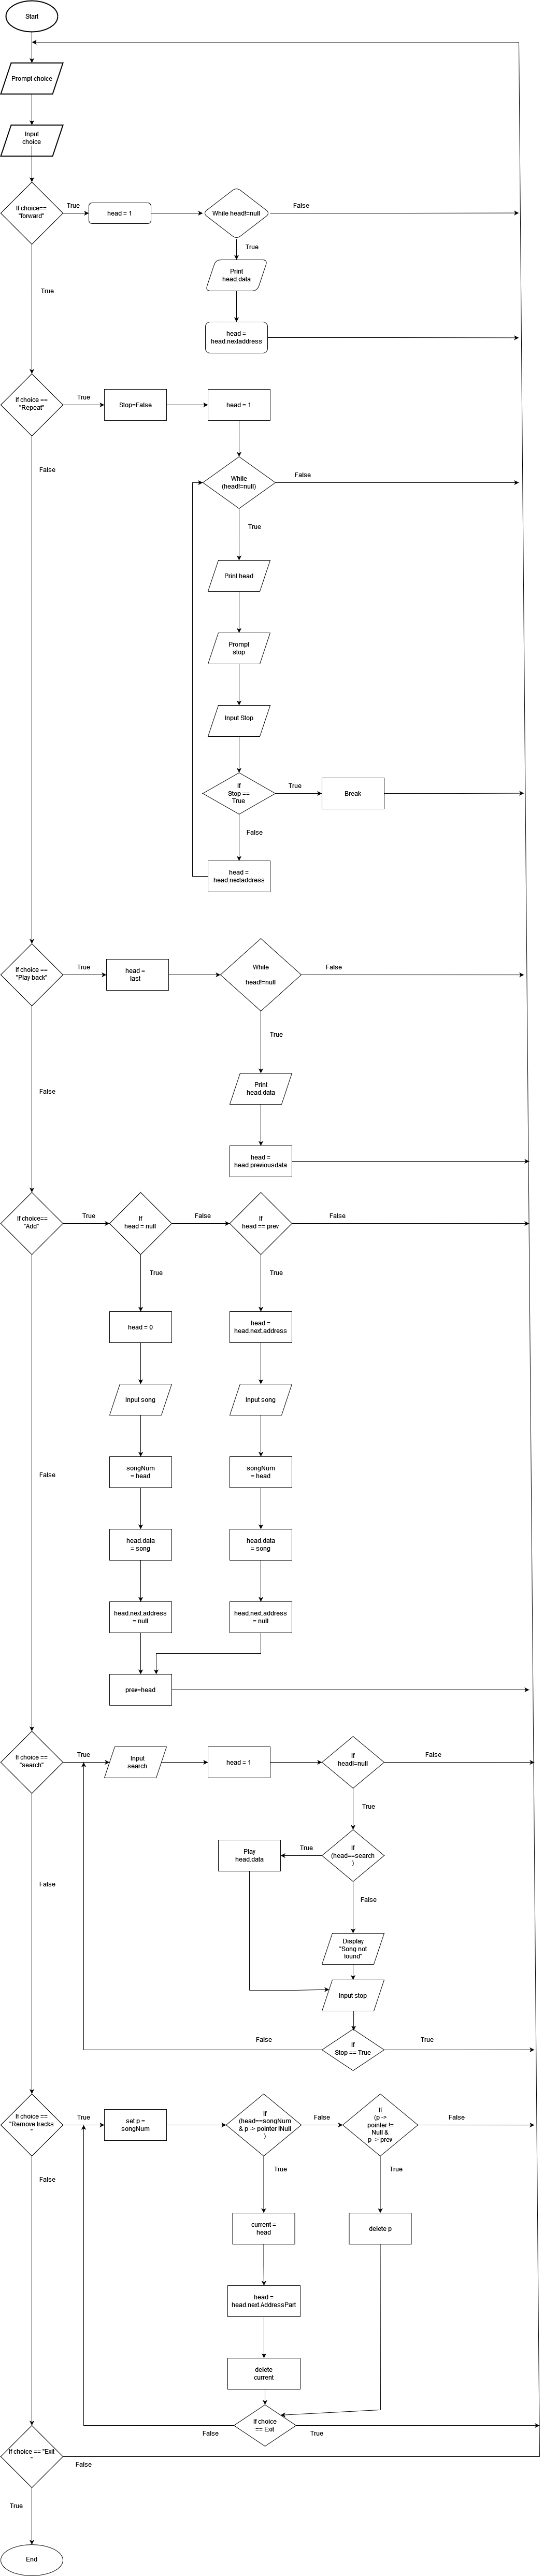 Start
Prompt choice
Input
choice
If choice==
"forward"
True
head = 1
While head!=null
False
True
Print
head.data
True
head =
head.nextaddress
If choice ==
"Repeat"
True
Stop=False
head = 1
False
While
(head!=null)
False
True
Print head
Prompt
stop
Input Stop
If
Stop ==
True
True
Break
False
head =
head.nextaddress
If choice ==
"Play back"
True
head =
last
While
head!=null
False
True
False
Print
head.data
head =
head.previousdata
If choice==
"Add"
True
If
head = null
False
If
head == prev
False
True
True
head = 0
head =
head.next.address
Input song
Input song
False
songNum
= head
songNum
= head
head.data
= song
head.data
= song
head.next.address
= null
head.next.address
= null
prev=head
If choice ==
"search"
True
Input
search
head = 1
If
head!=null
False
True
If
(head==search
)
True
Play
head.data
False
False
Display
"Song not
found"
Input stop
If
Stop == True
False
True
If choice ==
"Remove tracks
"
True
set p =
songNum
If
(head==songNum
& p -> pointer !Null
)
False
If
(p ->
pointer !=
Null &
p -> prev
False
False
True
True
current =
head
delete p
head =
head.next.AddressPart
delete
current
If choice
== Exit
False
True
If choice == "Exit
"
False
True
End